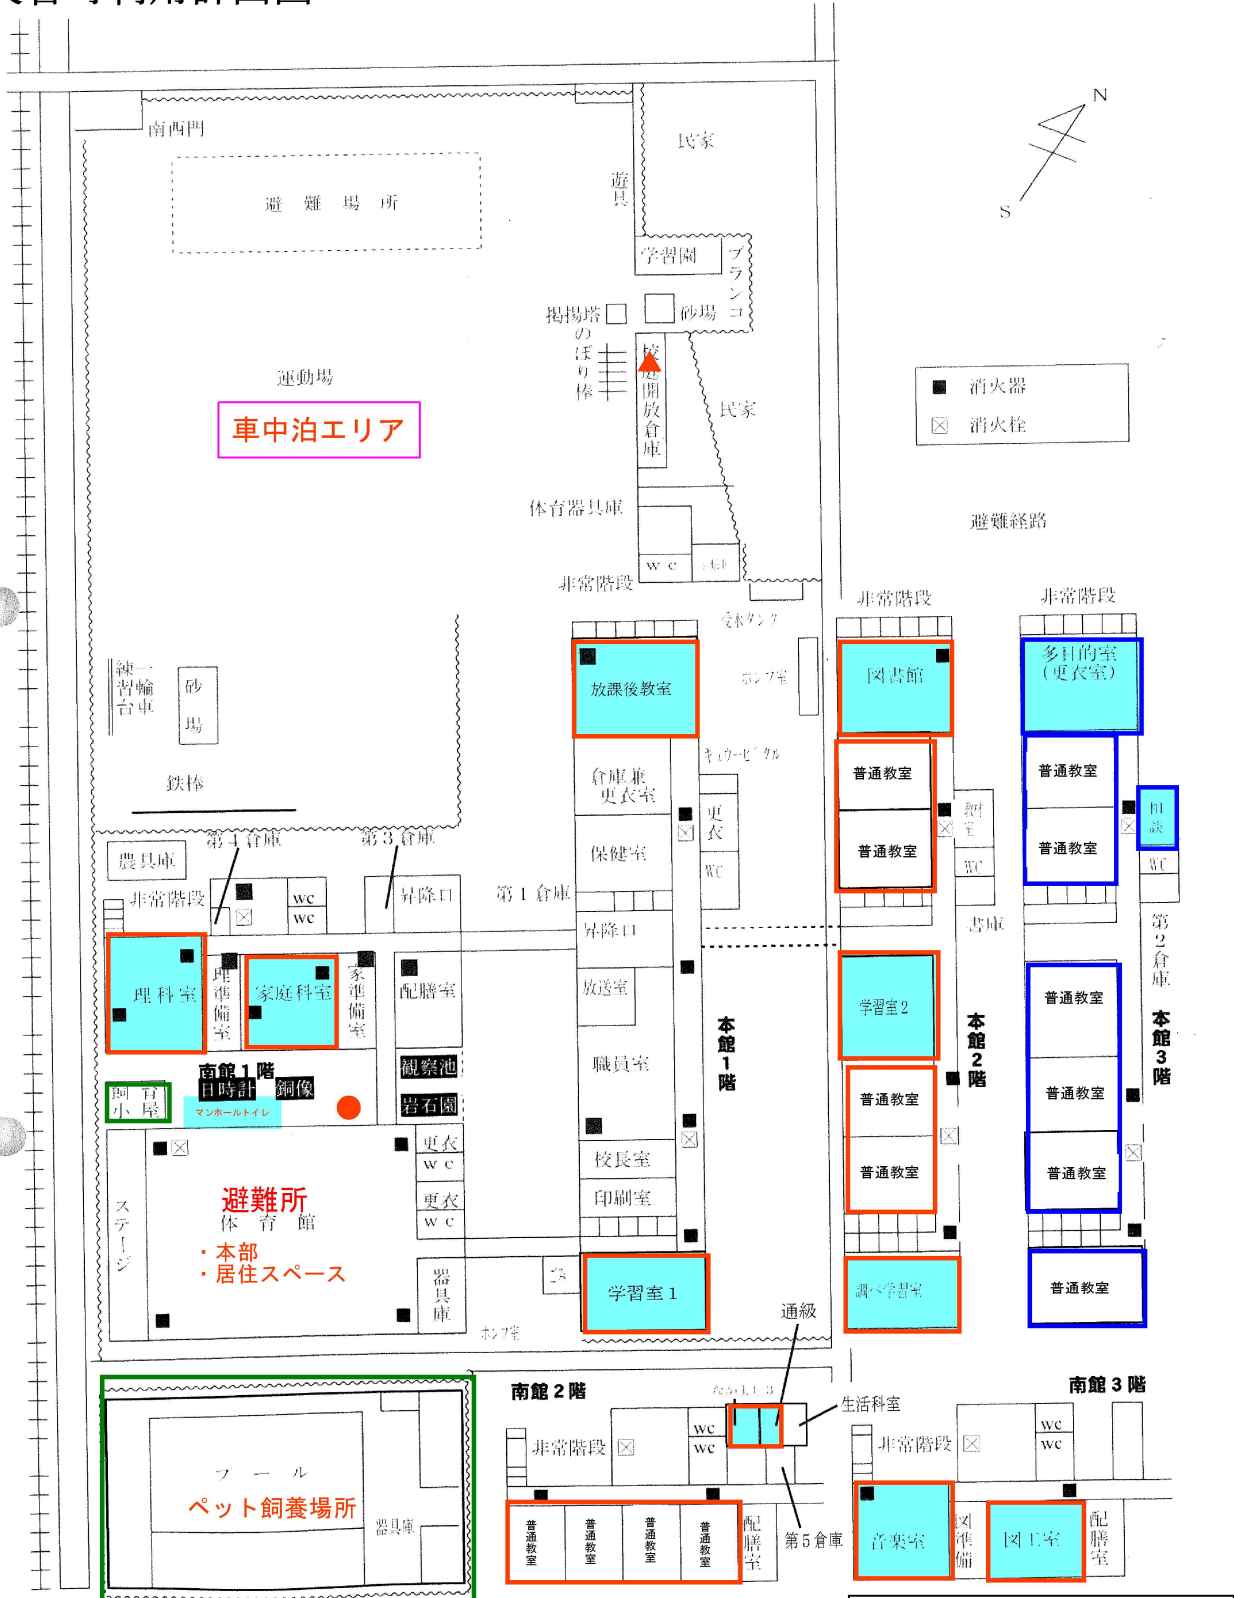 南西門
避難場所
遊具
民家
N
S
学習園
ブランコ
掲揚塔
砂場
のぼり棒
校庭開放倉庫
民家
運動場
車中泊エリア
消火器
消火栓
体育器具庫
避難経路
WC
非常階段
受水タンク
ポンプ室
非常階段
非常階段
一輪車
練習台
砂場
鉄棒
放課後教室
図書館
多目的室
(更衣室)
キュービクル
倉庫兼
更衣室
更衣
WC
保健室
普通教室
普通教室
WC
普通教室
普通教室
相談
WC
第4倉庫
第3倉庫
農具庫
非常階段
WC
WC
昇降口
第1倉庫
昇降口
書庫
第2倉庫
理科室
理準備室
家庭科室
家準備室
配膳室
放送室
職員室
本館1階
学習室2
本館2階
普通教室
普通教室
普通教室
本館3階
南館1階
日時計
銅像
観察池
岩石園
飼育
小屋
マンホールトイレ
更衣
WC
更衣
WC
校長室
印刷室
普通教室
普通教室
ステージ
避難所
体育館
・本部
・居住スペース
器具庫
ポンプ室
学習室1
調べ学習室
普通教室
通級
南館2階
生活科室
南館3階
非常階段
WC
WC
非常階段
WC
WC
プール
ペット飼養場所
器具庫
普通教室
普通教室
普通教室
普通教室
配膳室
第5倉庫
音楽室
図準備
図工室
配膳室